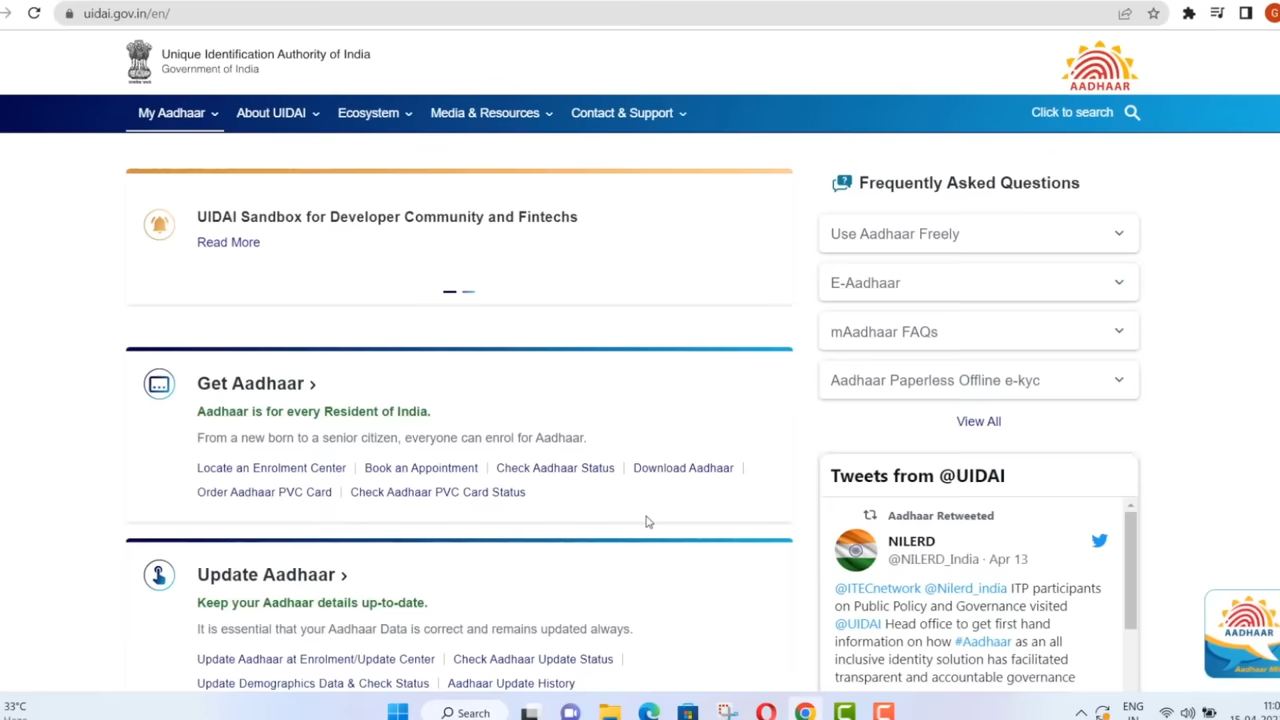 uidai.gov.in/en/
G
Unique Identification Authority of India
Government of India
AADHAAR
My Aadhaar
About UIDAI
Ecosystem
Media & Resources
Contact & Support
Click to search
UIDAI Sandbox for Developer Community and Fintechs
Read More
Get Aadhaar ›
Aadhaar is for every Resident of India.
From a new born to a senior citizen, everyone can enrol for Aadhaar.
Locate an Enrolment Center | Book an Appointment | Check Aadhaar Status | Download Aadhaar |
Order Aadhaar PVC Card | Check Aadhaar PVC Card Status
Update Aadhaar ›
Keep your Aadhaar details up-to-date.
It is essential that your Aadhaar Data is correct and remains updated always.
Update Aadhaar at Enrolment/Update Center | Check Aadhaar Update Status |
Update Demographics Data & Check Status | Aadhaar Update History
Frequently Asked Questions
Use Aadhaar Freely
E-Aadhaar
mAadhaar FAQs
Aadhaar Paperless Offline e-kyc
View All
Tweets from @UIDAI
Aadhaar Retweeted
NILERD
@NILERD_India · Apr 13
@ITECnetwork @Nilerd_india ITP participants
on Public Policy and Governance visited
@UIDAI Head office to get first hand
information on how #Aadhaar as an all
inclusive identity solution has facilitated
transparent and accountable governance
AADHAAR
33°C
Search
ENG
IN
11:0